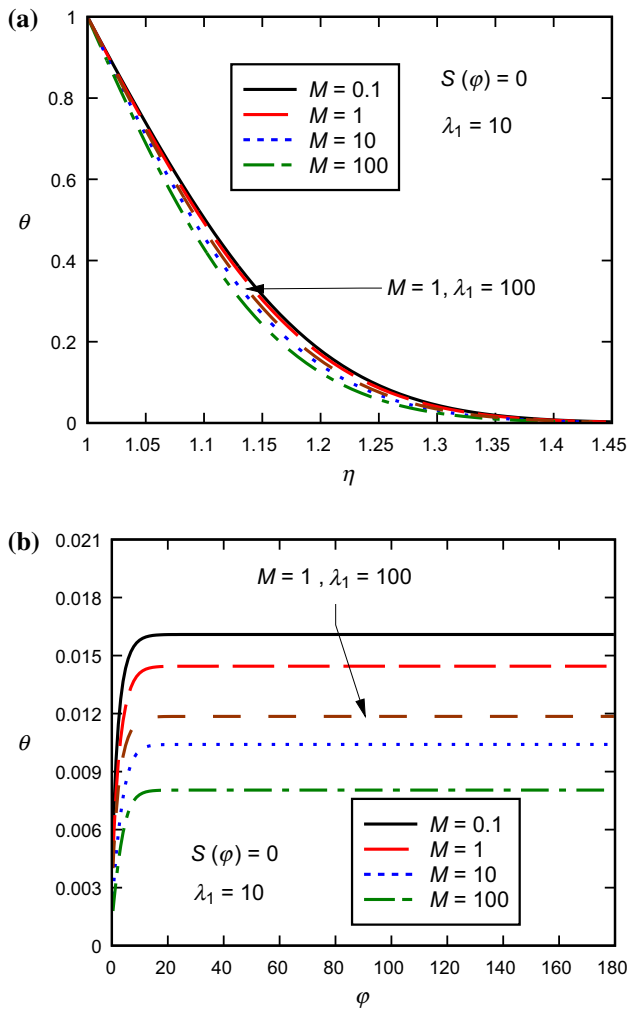 (a)
1
0.8
0.6
0.4
0.2
0
θ
M = 0.1
M = 1
M = 10
M = 100
S (φ) = 0
λ1 = 10
M = 1, λ1 = 100
1 1.05 1.1 1.15 1.2 1.25 1.3 1.35 1.4 1.45
η
(b)
0.021
0.018
0.015
0.012
0.009
0.006
0.003
0
θ
M = 1 , λ1 = 100
M = 0.1
M = 1
M = 10
M = 100
S (φ) = 0
λ1 = 10
0 20 40 60 80 100 120 140 160 180
φ